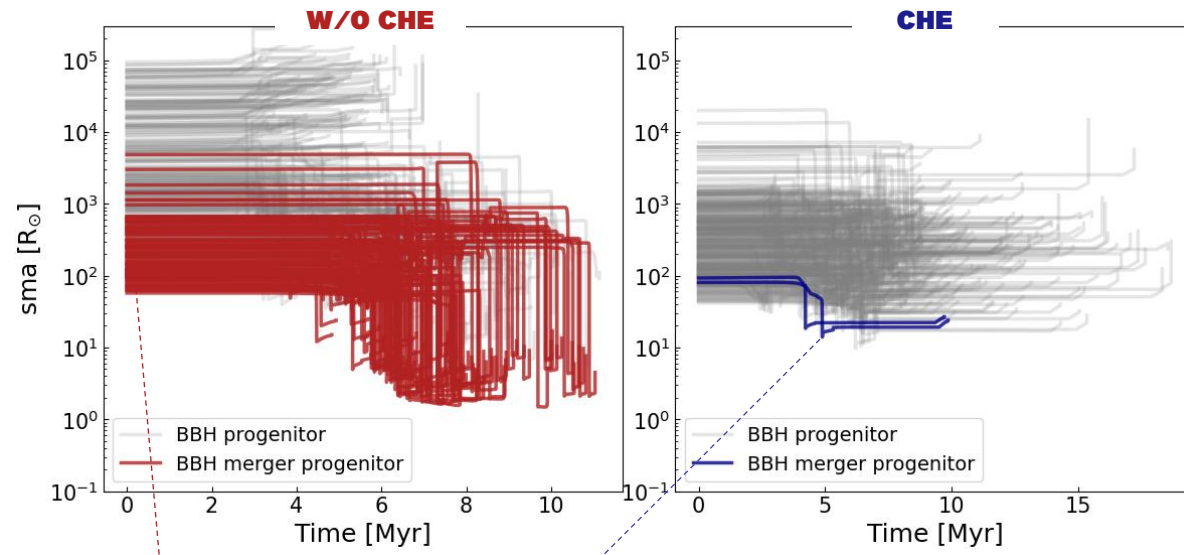 W/O CHE
CHE
sma [R☉]
10⁵
10⁴
10³
10²
10¹
10⁰
10⁻¹
BBH progenitor
BBH merger progenitor
0 2 4 6 8 10
Time [Myr]
10⁵
10⁴
10³
10²
10¹
10⁰
10⁻¹
BBH progenitor
BBH merger progenitor
0 5 10 15
Time [Myr]